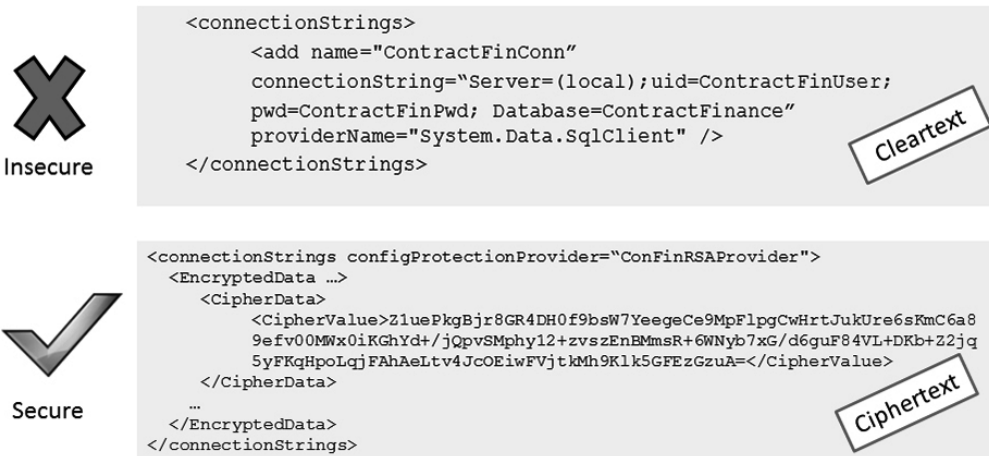 <connectionStrings>
<add name="ContractFinConn”
connectionString=“Server=(local);uid=ContractFinUser;
pwd=ContractFinPwd; Database=ContractFinance”
providerName="System.Data.SqlClient" />
</connectionStrings>
Insecure
Cleartext
<connectionStrings configProtectionProvider=“ConFinRSAProvider">
<EncryptedData …>
<CipherData>
<CipherValue>Z1uePkgBjr8GR4DH0f9bsW7YeegeCe9MpFlpgCwHrtJukUre6sKmC6a8
9efv00MWx0iKGhYd+/jQpvSMphy12+zvszEnBMmsR+6WNyb7xG/d6guF84VL+DKb+Z2jq
5yFKqHpoLqjFAhAeLtv4JcOEiwFVjtkMh9Klk5GFEzGzuA=</CipherValue>
</CipherData>
…
</EncryptedData>
</connectionStrings>
Secure
Ciphertext